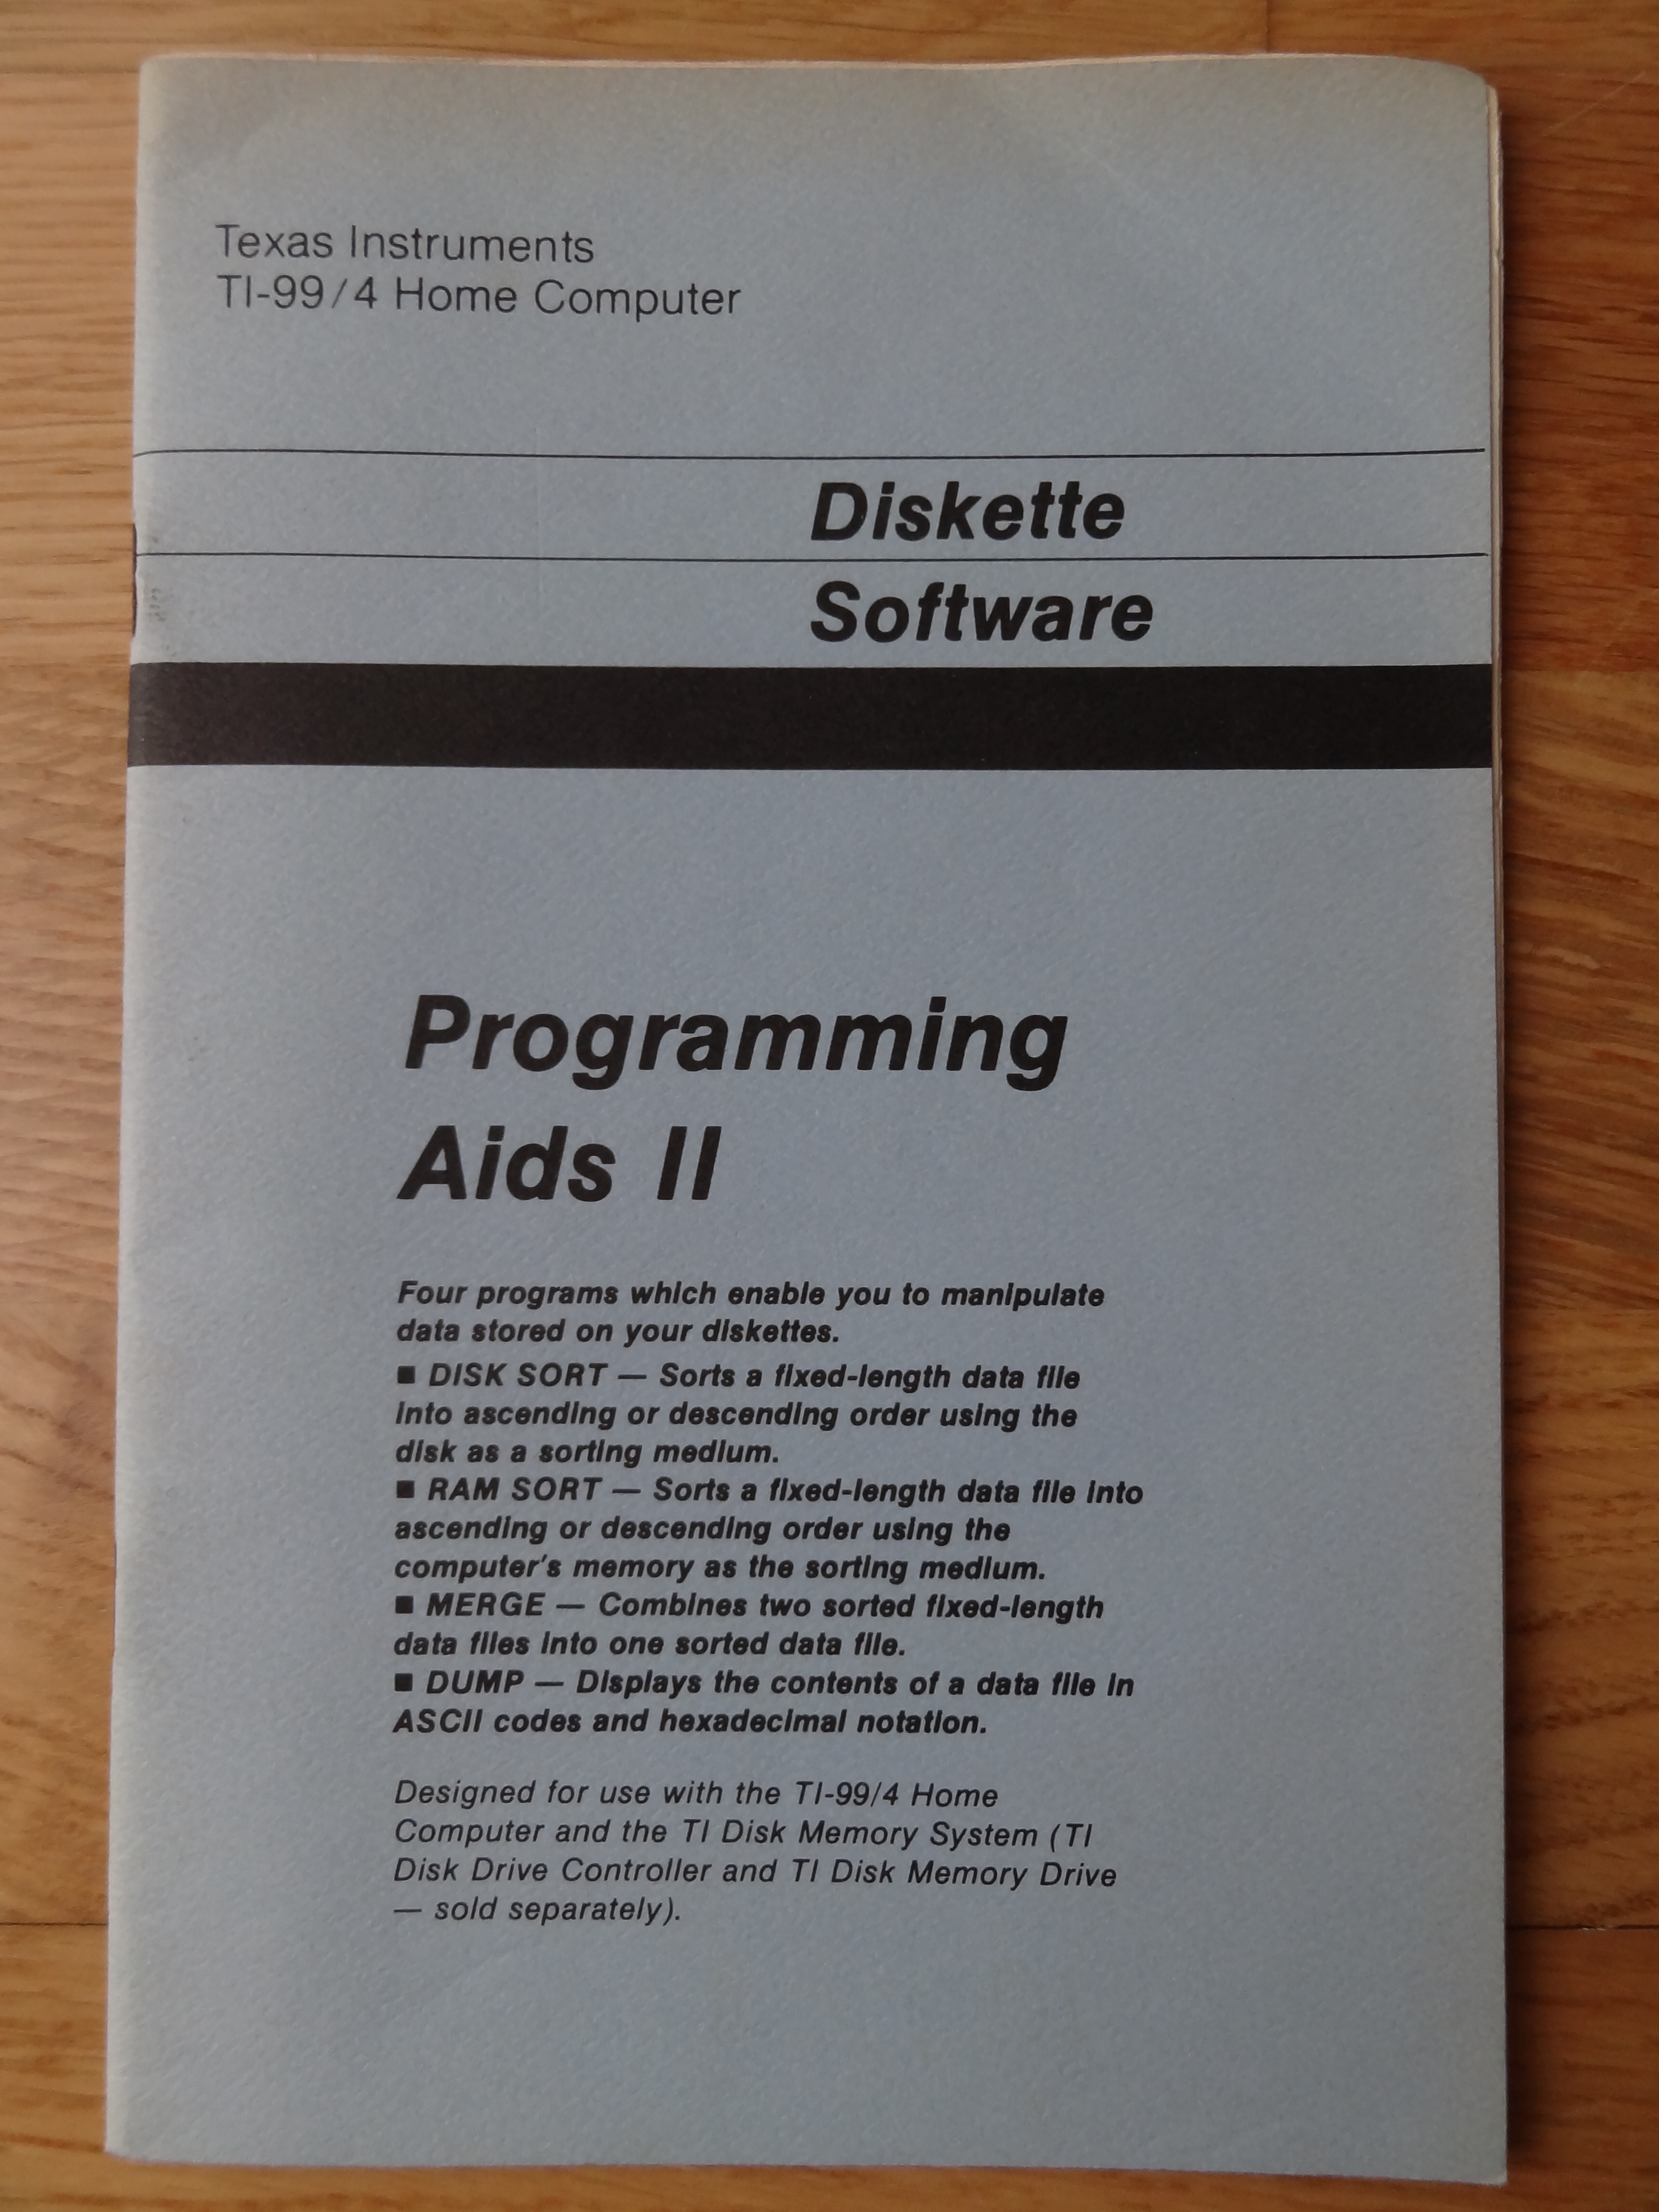 Texas Instruments
TI-99/4 Home Computer
Diskette
Software
Programming
Aids II
Four programs which enable you to manipulate
data stored on your diskettes.
■ DISK SORT — Sorts a fixed-length data file
into ascending or descending order using the
disk as a sorting medium.
■ RAM SORT — Sorts a fixed-length data file into
ascending or descending order using the
computer's memory as the sorting medium.
■ MERGE — Combines two sorted fixed-length
data files into one sorted data file.
■ DUMP — Displays the contents of a data file in
ASCII codes and hexadecimal notation.
Designed for use with the TI-99/4 Home
Computer and the TI Disk Memory System (TI
Disk Drive Controller and TI Disk Memory Drive
— sold separately).